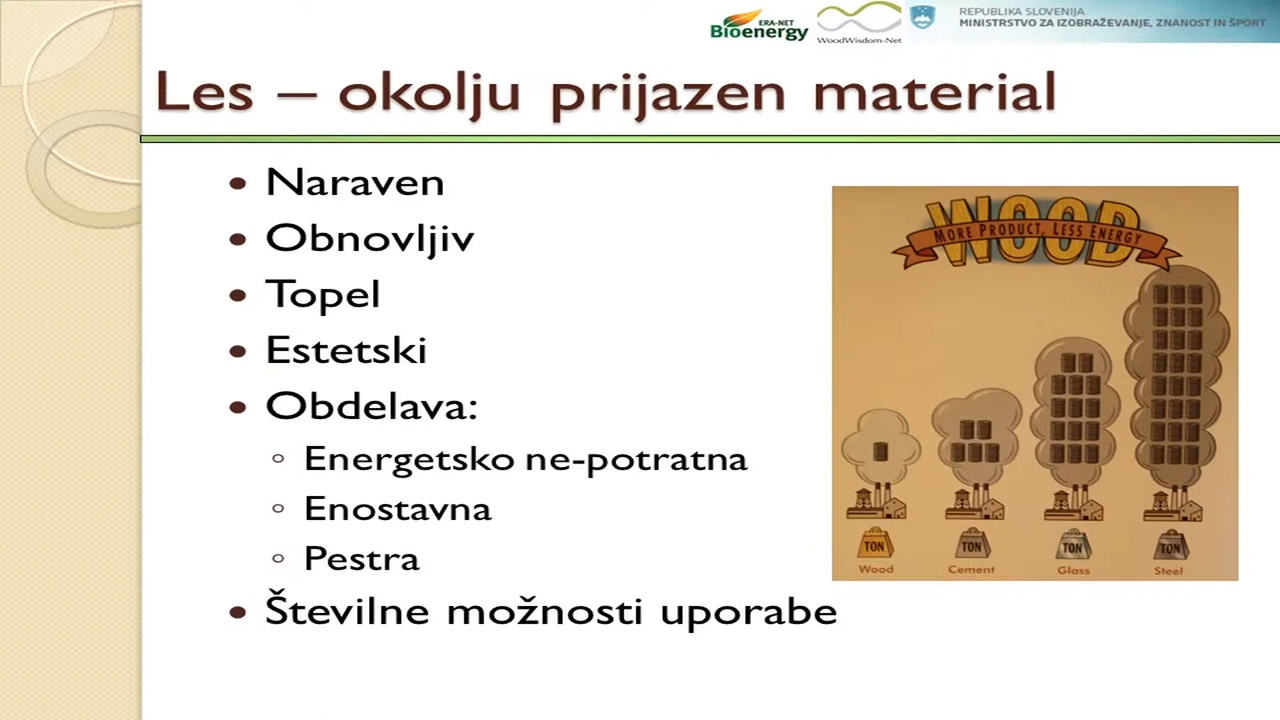 ERA-NET
Bioenergy
WoodWisdom-Net
REPUBLIKA SLOVENIJA
MINISTRSTVO ZA IZOBRAŽEVANJE, ZNANOST IN ŠPORT
Les – okolju prijazen material
• Naraven
• Obnovljiv
• Topel
• Estetski
• Obdelava:
◦ Energetsko ne-potratna
◦ Enostavna
◦ Pestra
• Številne možnosti uporabe
WOOD
MORE PRODUCT, LESS ENERGY
TON TON TON TON
Wood Cement Glass Steel